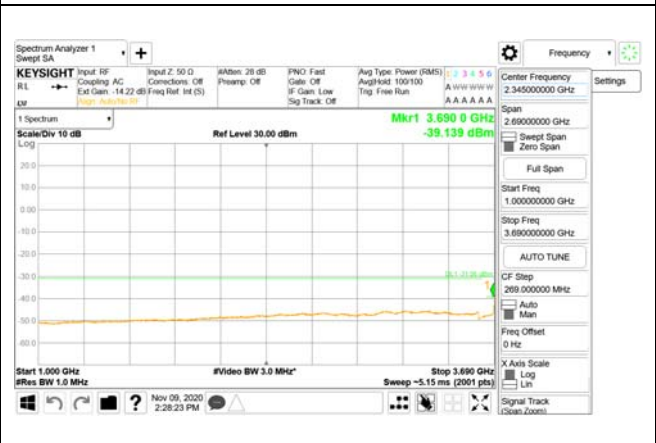 Spectrum Analyzer 1
Swept SA
+
Frequency
KEYSIGHT
RL
Input: RF
Coupling: AC
Ext Gain: -14.22 dB
Align: Auto/No RF
Input Z: 50 Ω
Corrections: Off
Freq Ref: Int (S)
#Atten: 28 dB
Preamp: Off
PNO: Fast
Gate: Off
IF Gain: Low
Sig Track: Off
Avg Type: Power (RMS)
Avg|Hold: 100/100
Trig: Free Run
1 2 3 4 5 6
A W W W W W
A A A A A A
Center Frequency
2.345000000 GHz
Settings
1 Spectrum
Mkr1 3.690 0 GHz
Scale/Div 10 dB
Ref Level 30.00 dBm
-39.139 dBm
Log
20.0
10.0
0.00
-10.0
-20.0
-30.0
-40.0
-50.0
-60.0
1
Start 1.000 GHz
#Video BW 3.0 MHz*
Stop 3.690 GHz
#Res BW 1.0 MHz
Sweep ~5.15 ms (2001 pts)
Span
2.69000000 GHz
Swept Span
Zero Span
Full Span
Start Freq
1.000000000 GHz
Stop Freq
3.690000000 GHz
AUTO TUNE
CF Step
269.000000 MHz
Auto
Man
Freq Offset
0 Hz
X Axis Scale
Log
Lin
Signal Track
(Span Zoom)
?
Nov 09, 2020
2:28:23 PM